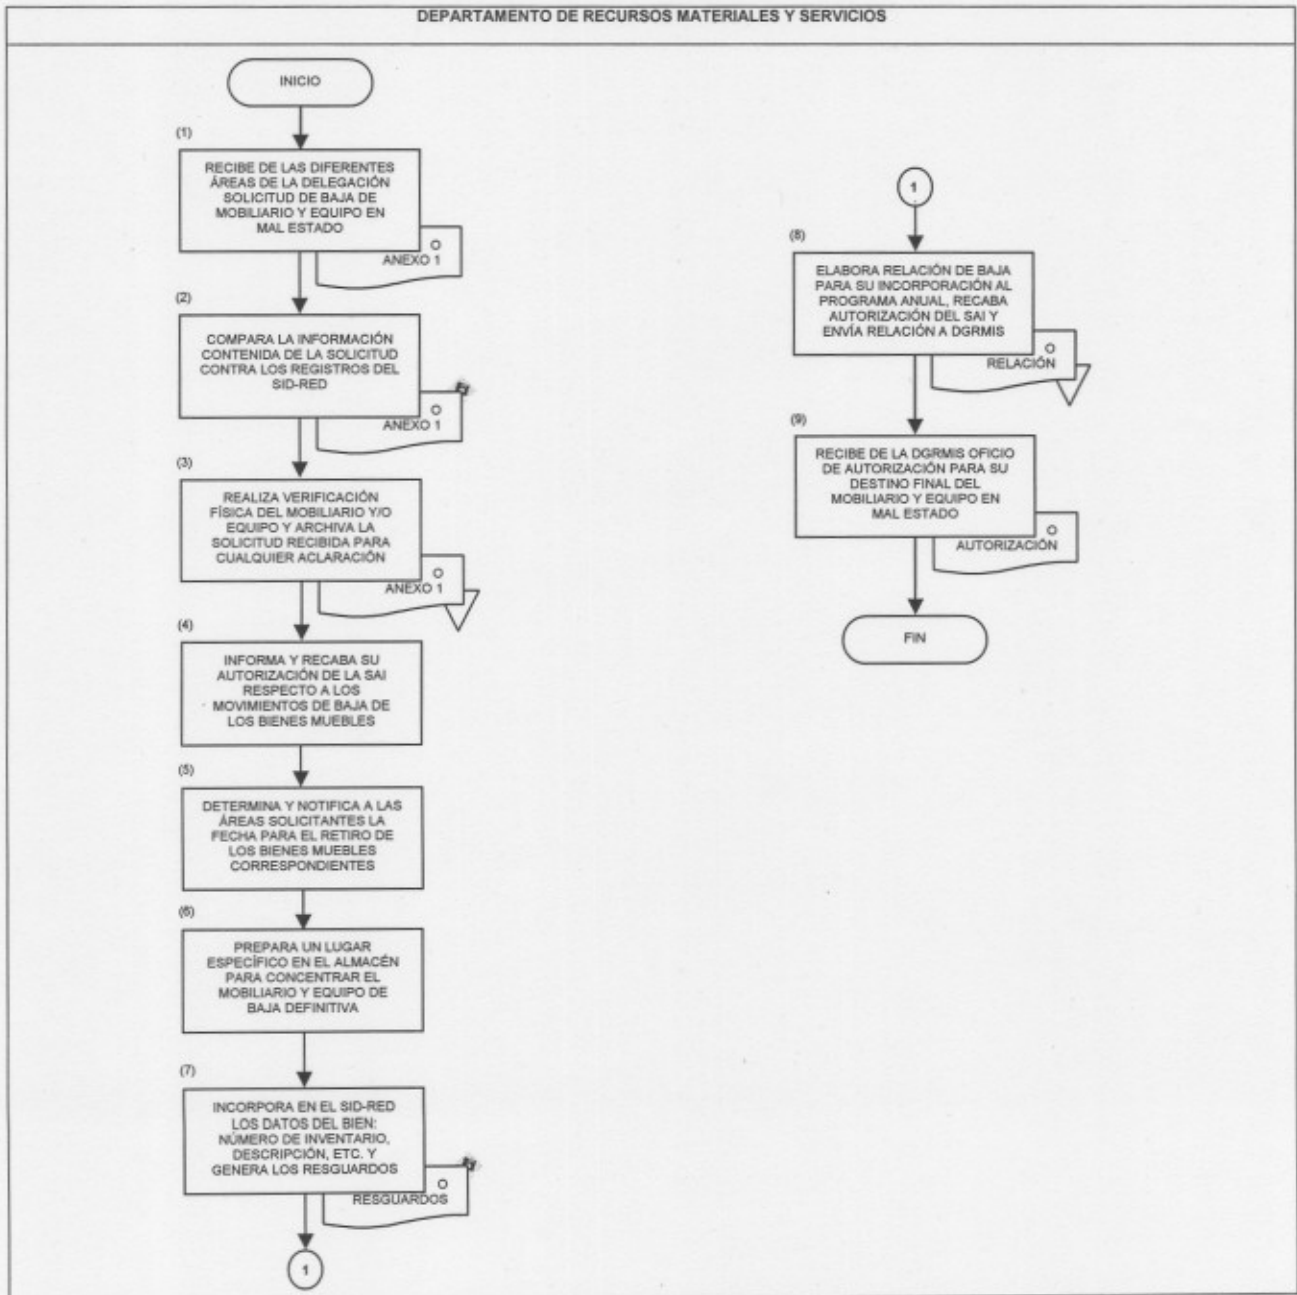 DEPARTAMENTO DE RECURSOS MATERIALES Y SERVICIOS
INICIO
(1)
RECIBE DE LAS DIFERENTES
ÁREAS DE LA DELEGACIÓN
SOLICITUD DE BAJA DE
MOBILIARIO Y EQUIPO EN
MAL ESTADO
O
ANEXO 1
(2)
COMPARA LA INFORMACIÓN
CONTENIDA DE LA SOLICITUD
CONTRA LOS REGISTROS DEL
SID-RED
O
ANEXO 1
(3)
REALIZA VERIFICACIÓN
FÍSICA DEL MOBILIARIO Y/O
EQUIPO Y ARCHIVA LA
SOLICITUD RECIBIDA PARA
CUALQUIER ACLARACIÓN
O
ANEXO 1
(4)
INFORMA Y RECABA SU
AUTORIZACIÓN DE LA SAI
RESPECTO A LOS
MOVIMIENTOS DE BAJA DE
LOS BIENES MUEBLES
(5)
DETERMINA Y NOTIFICA A LAS
ÁREAS SOLICITANTES LA
FECHA PARA EL RETIRO DE
LOS BIENES MUEBLES
CORRESPONDIENTES
(6)
PREPARA UN LUGAR
ESPECÍFICO EN EL ALMACÉN
PARA CONCENTRAR EL
MOBILIARIO Y EQUIPO DE
BAJA DEFINITIVA
(7)
INCORPORA EN EL SID-RED
LOS DATOS DEL BIEN:
NÚMERO DE INVENTARIO,
DESCRIPCIÓN, ETC. Y
GENERA LOS RESGUARDOS
O
RESGUARDOS
1
1
(8)
ELABORA RELACIÓN DE BAJA
PARA SU INCORPORACIÓN AL
PROGRAMA ANUAL, RECABA
AUTORIZACIÓN DEL SAI Y
ENVÍA RELACIÓN A DGRMIS
O
RELACIÓN
(9)
RECIBE DE LA DGRMIS OFICIO
DE AUTORIZACIÓN PARA SU
DESTINO FINAL DEL
MOBILIARIO Y EQUIPO EN
MAL ESTADO
O
AUTORIZACIÓN
FIN